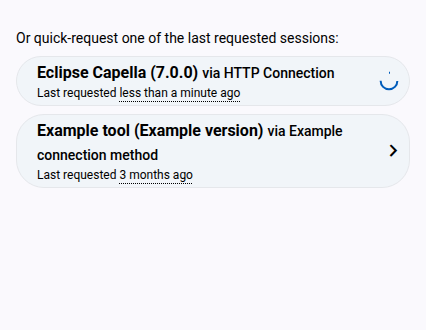 Or quick-request one of the last requested sessions:
Eclipse Capella (7.0.0) via HTTP Connection
Last requested less than a minute ago
Example tool (Example version) via Example
connection method
Last requested 3 months ago